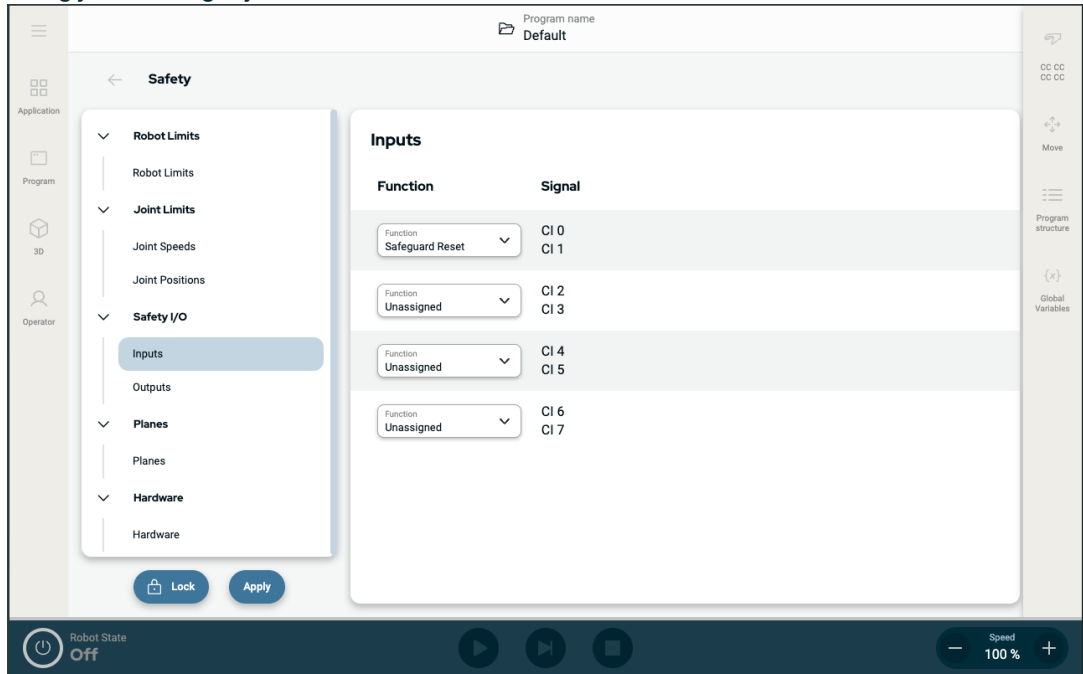 Program name
Default
CC CC
CC CC
Application
Safety
Robot Limits
Robot Limits
Joint Limits
Joint Speeds
Joint Positions
Safety I/O
Inputs
Outputs
Planes
Planes
Hardware
Hardware
Lock
Apply
Inputs
Function
Signal
Function
Safeguard Reset
CI 0
CI 1
Function
Unassigned
CI 2
CI 3
Function
Unassigned
CI 4
CI 5
Function
Unassigned
CI 6
CI 7
Program
3D
Operator
Move
Program
structure
{x}
Global
Variables
Robot State
Off
Speed
100 %